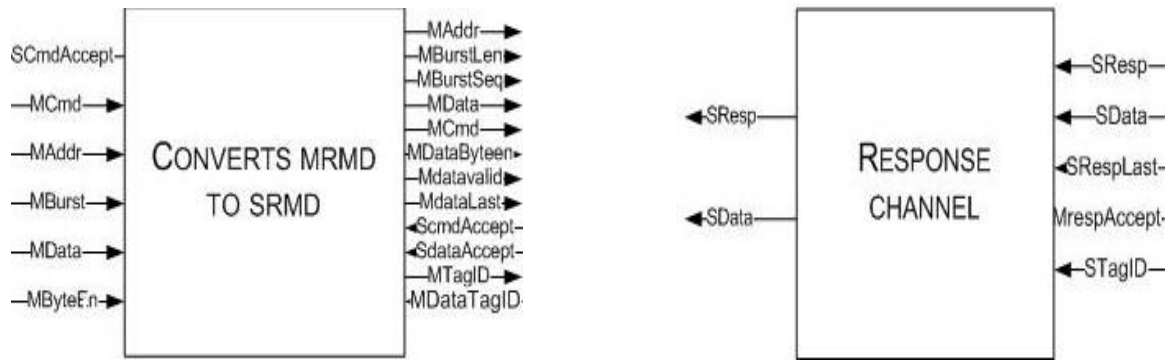 SCmdAccept
MCmd
MAddr
MBurst
MData
MByteEn
CONVERTS MRMD
TO SRMD
MAddr
MBurstLen
MBurstSeq
MData
MCmd
MDataByteen
Mdatavalid
MdataLast
ScmdAccept
SdataAccept
MTagID
MDataTagID
SResp
SData
RESPONSE
CHANNEL
SResp
SData
SRespLast
MrespAccept
STagID